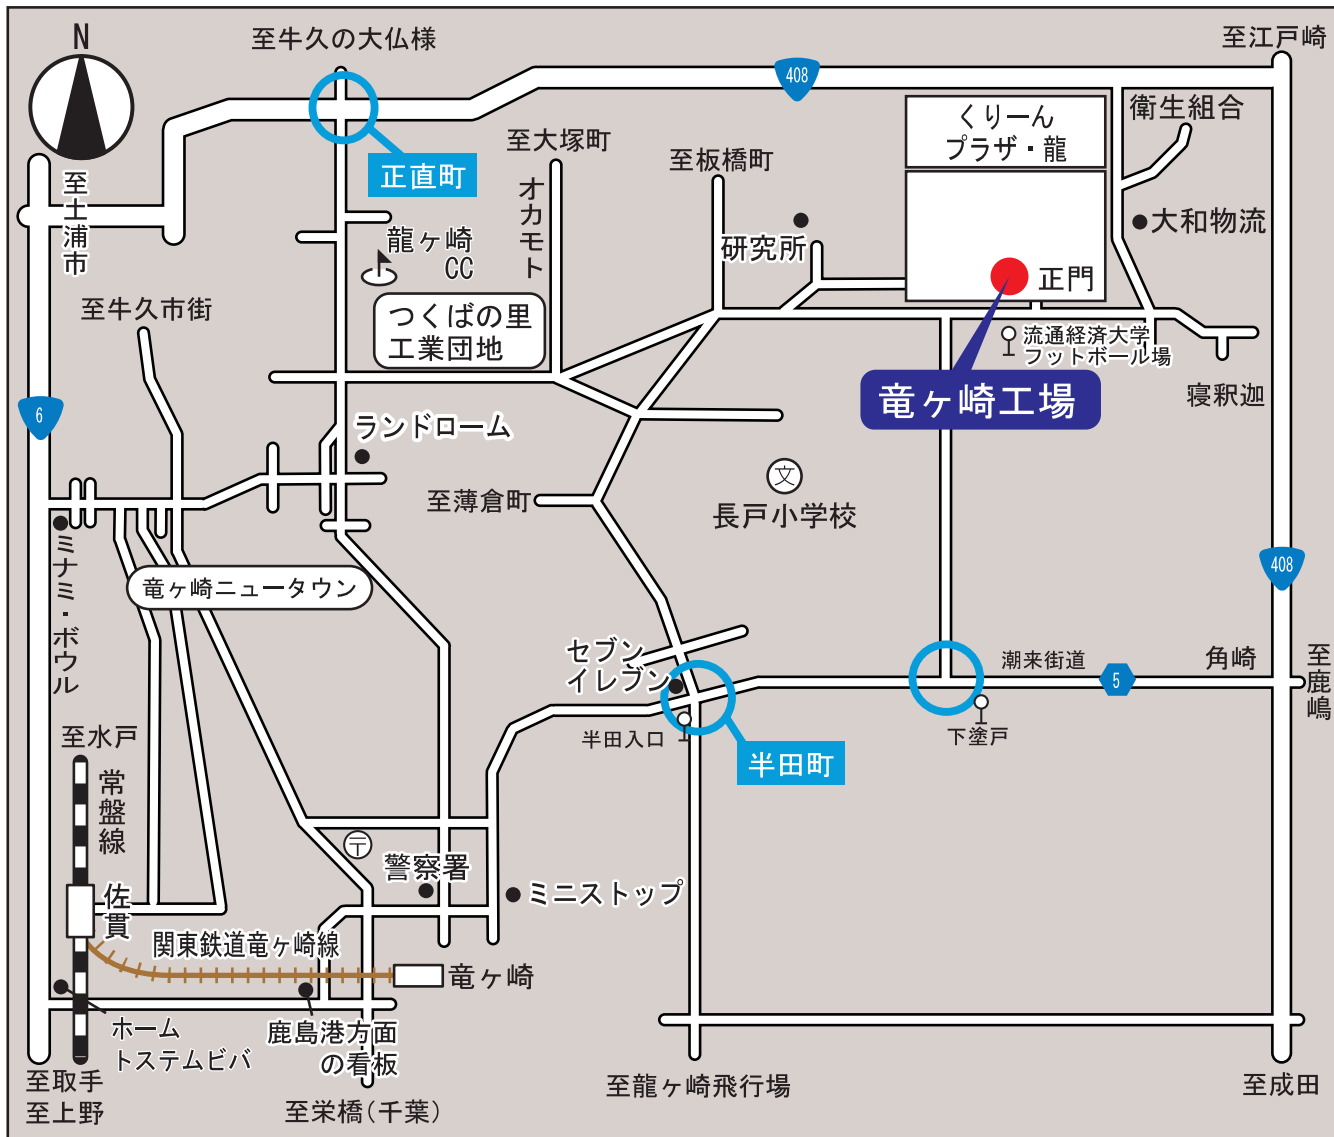 N
至牛久の大仏様
至江戸崎
408
衛生組合
くりーん
プラザ・龍
正直町
至大塚町
至板橋町
至土浦市
オカモト
龍ヶ崎
CC
研究所
大和物流
正門
至牛久市街
つくばの里
工業団地
流通経済大学
フットボール場
寝釈迦
竜ヶ崎工場
6
ランドローム
至薄倉町
文
長戸小学校
ミナミ・ボウル
竜ヶ崎ニュータウン
408
セブン
イレブン
潮来街道
5
角崎
至鹿嶋
半田入口
半田町
下塗戸
至水戸
常盤線
〒
警察署
ミニストップ
佐貫
関東鉄道竜ヶ崎線
竜ヶ崎
ホーム
トステムビバ
鹿島港方面
の看板
至取手
至上野
至栄橋(千葉)
至龍ヶ崎飛行場
至成田